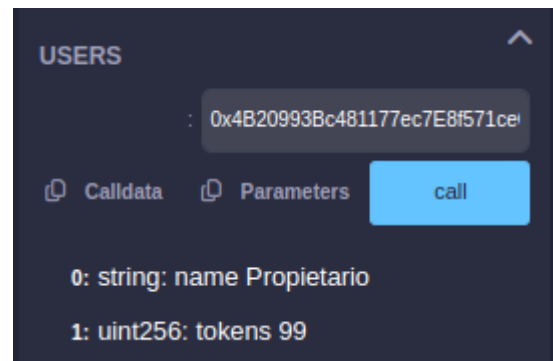 USERS
: 0x4B20993Bc481177ec7E8f571ce
Calldata Parameters call
0: string: name Propietario
1: uint256: tokens 99